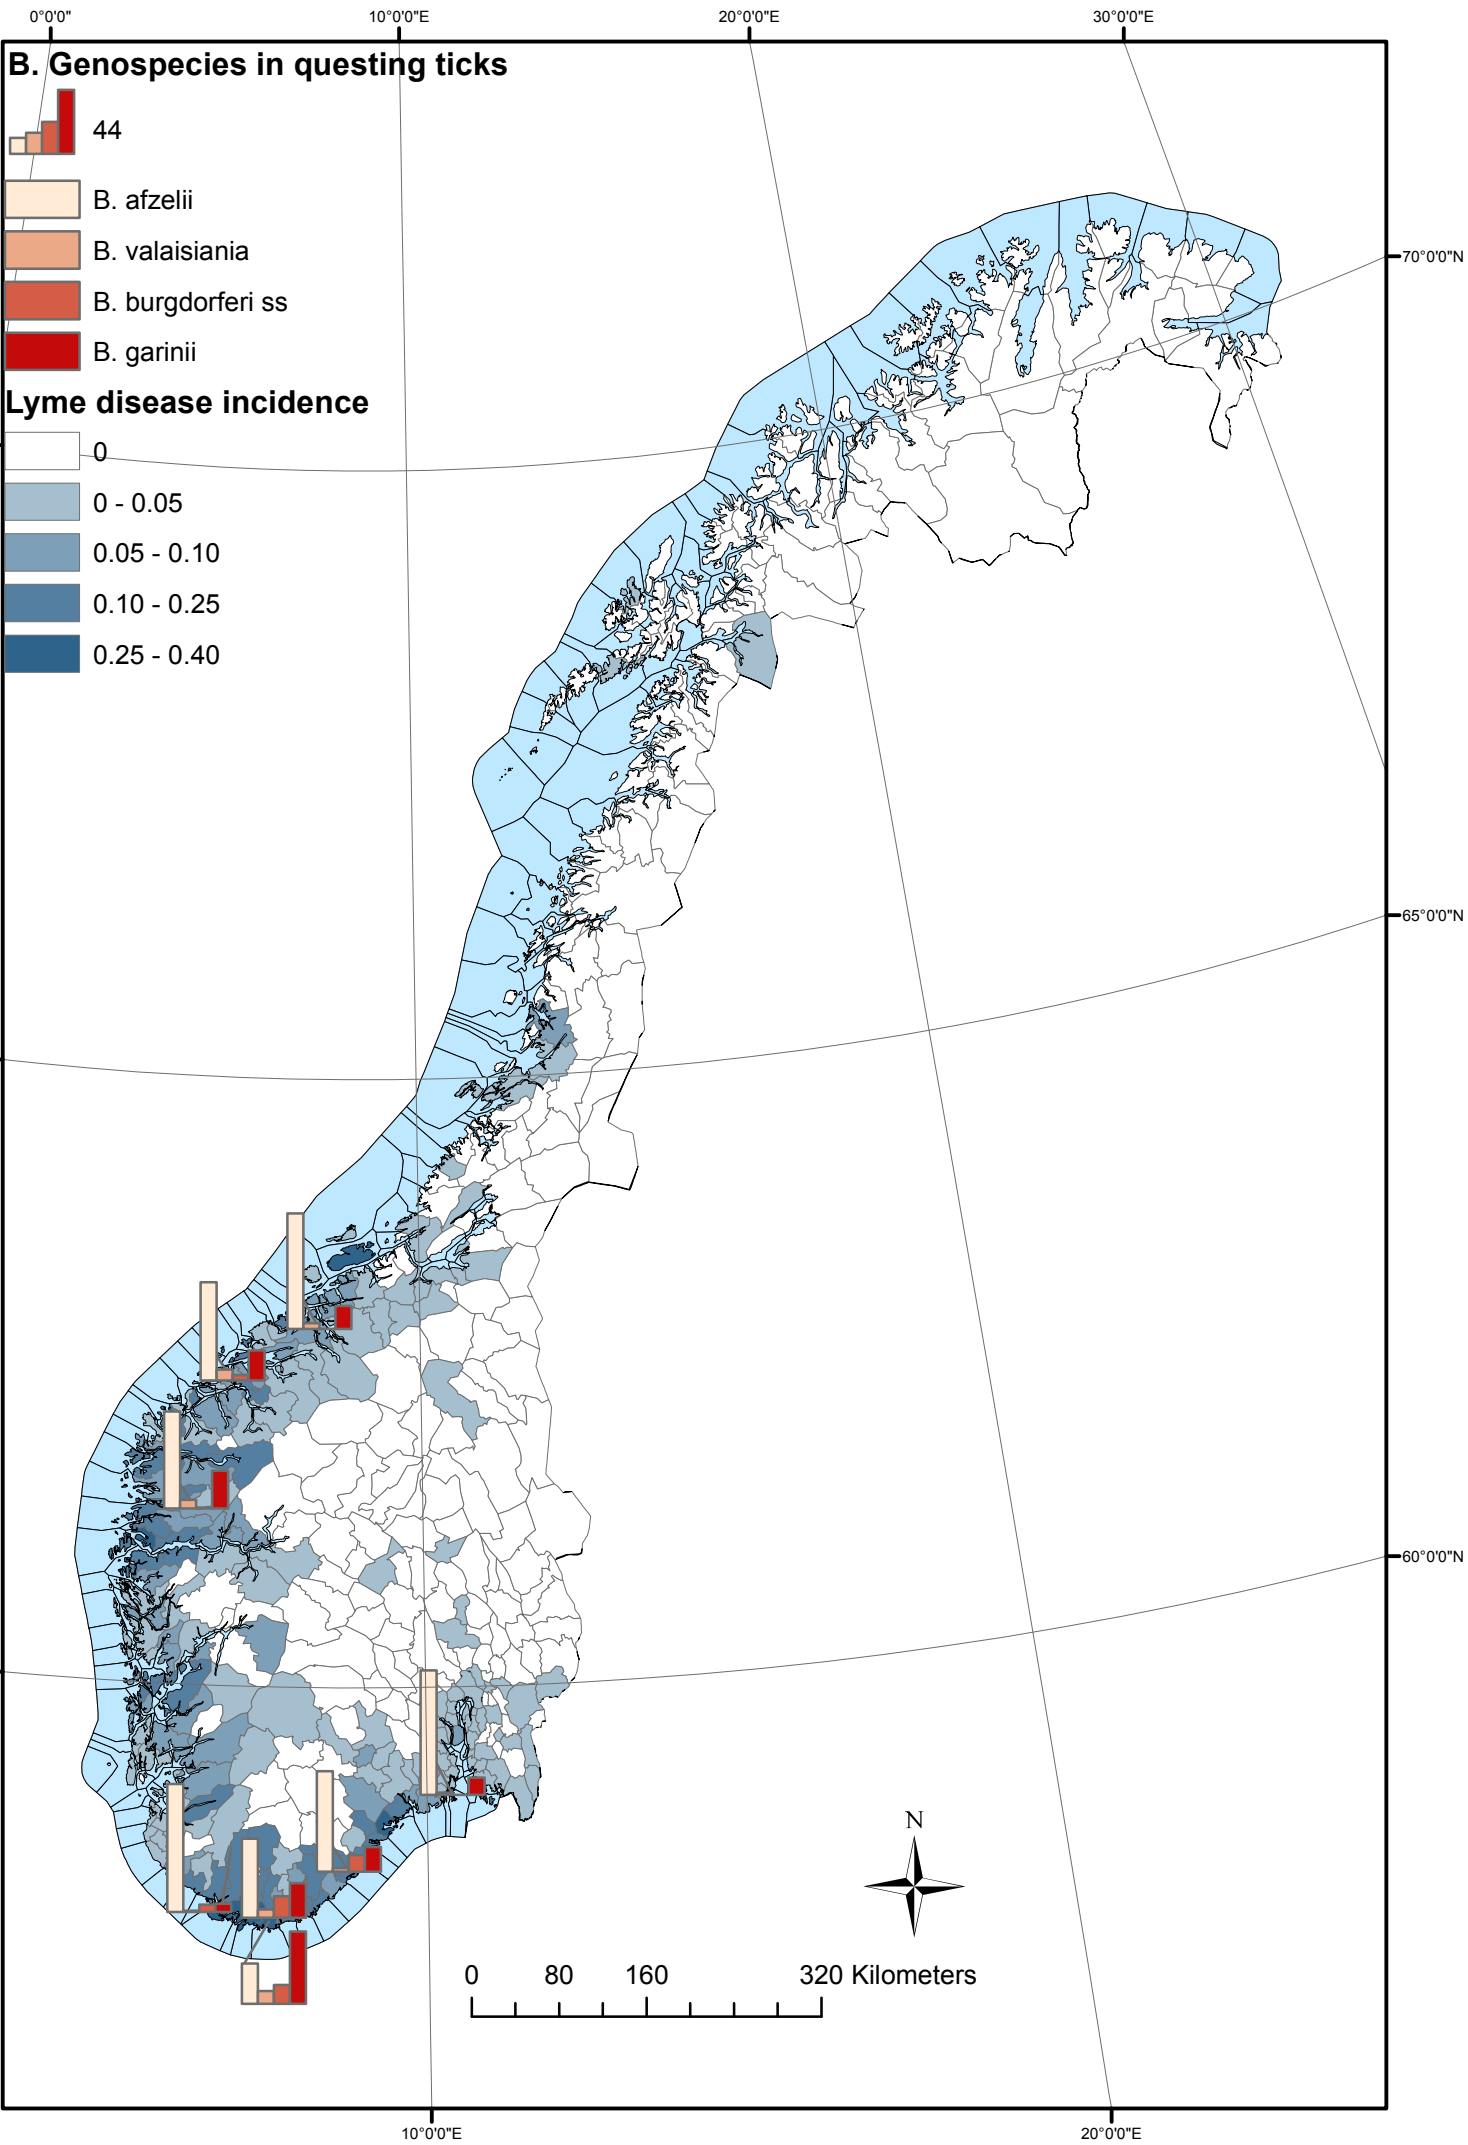 0°0'0" 10°0'0"E 20°0'0"E 30°0'0"E
B. Genospecies in questing ticks
44
B. afzelii
B. valaisiania
B. burgdorferi ss
B. garinii
Lyme disease incidence
0
0 - 0.05
0.05 - 0.10
0.10 - 0.25
0.25 - 0.40
70°0'0"N
65°0'0"N
60°0'0"N
N
0 80 160 320 Kilometers
10°0'0"E 20°0'0"E